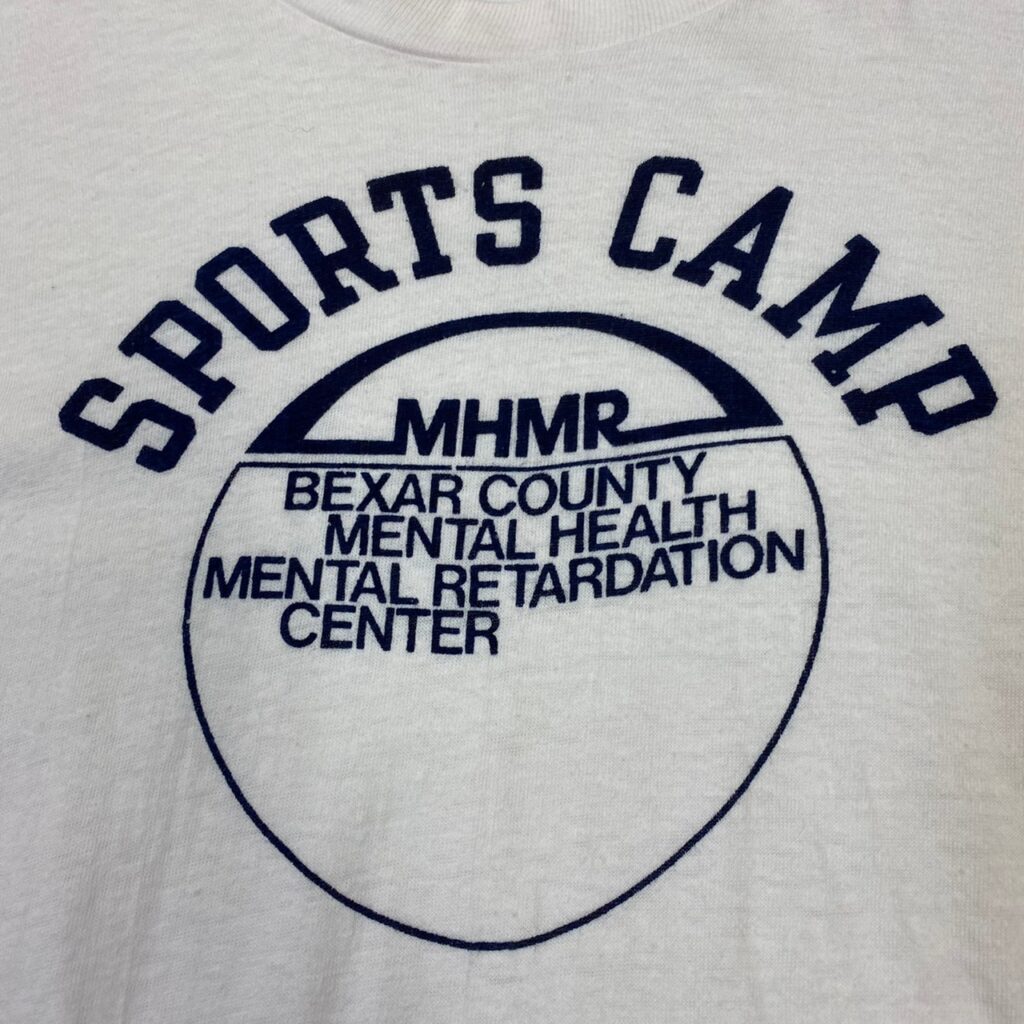 SPORTS CAMP
MHMR
BEXAR COUNTY
MENTAL HEALTH
MENTAL RETARDATION
CENTER